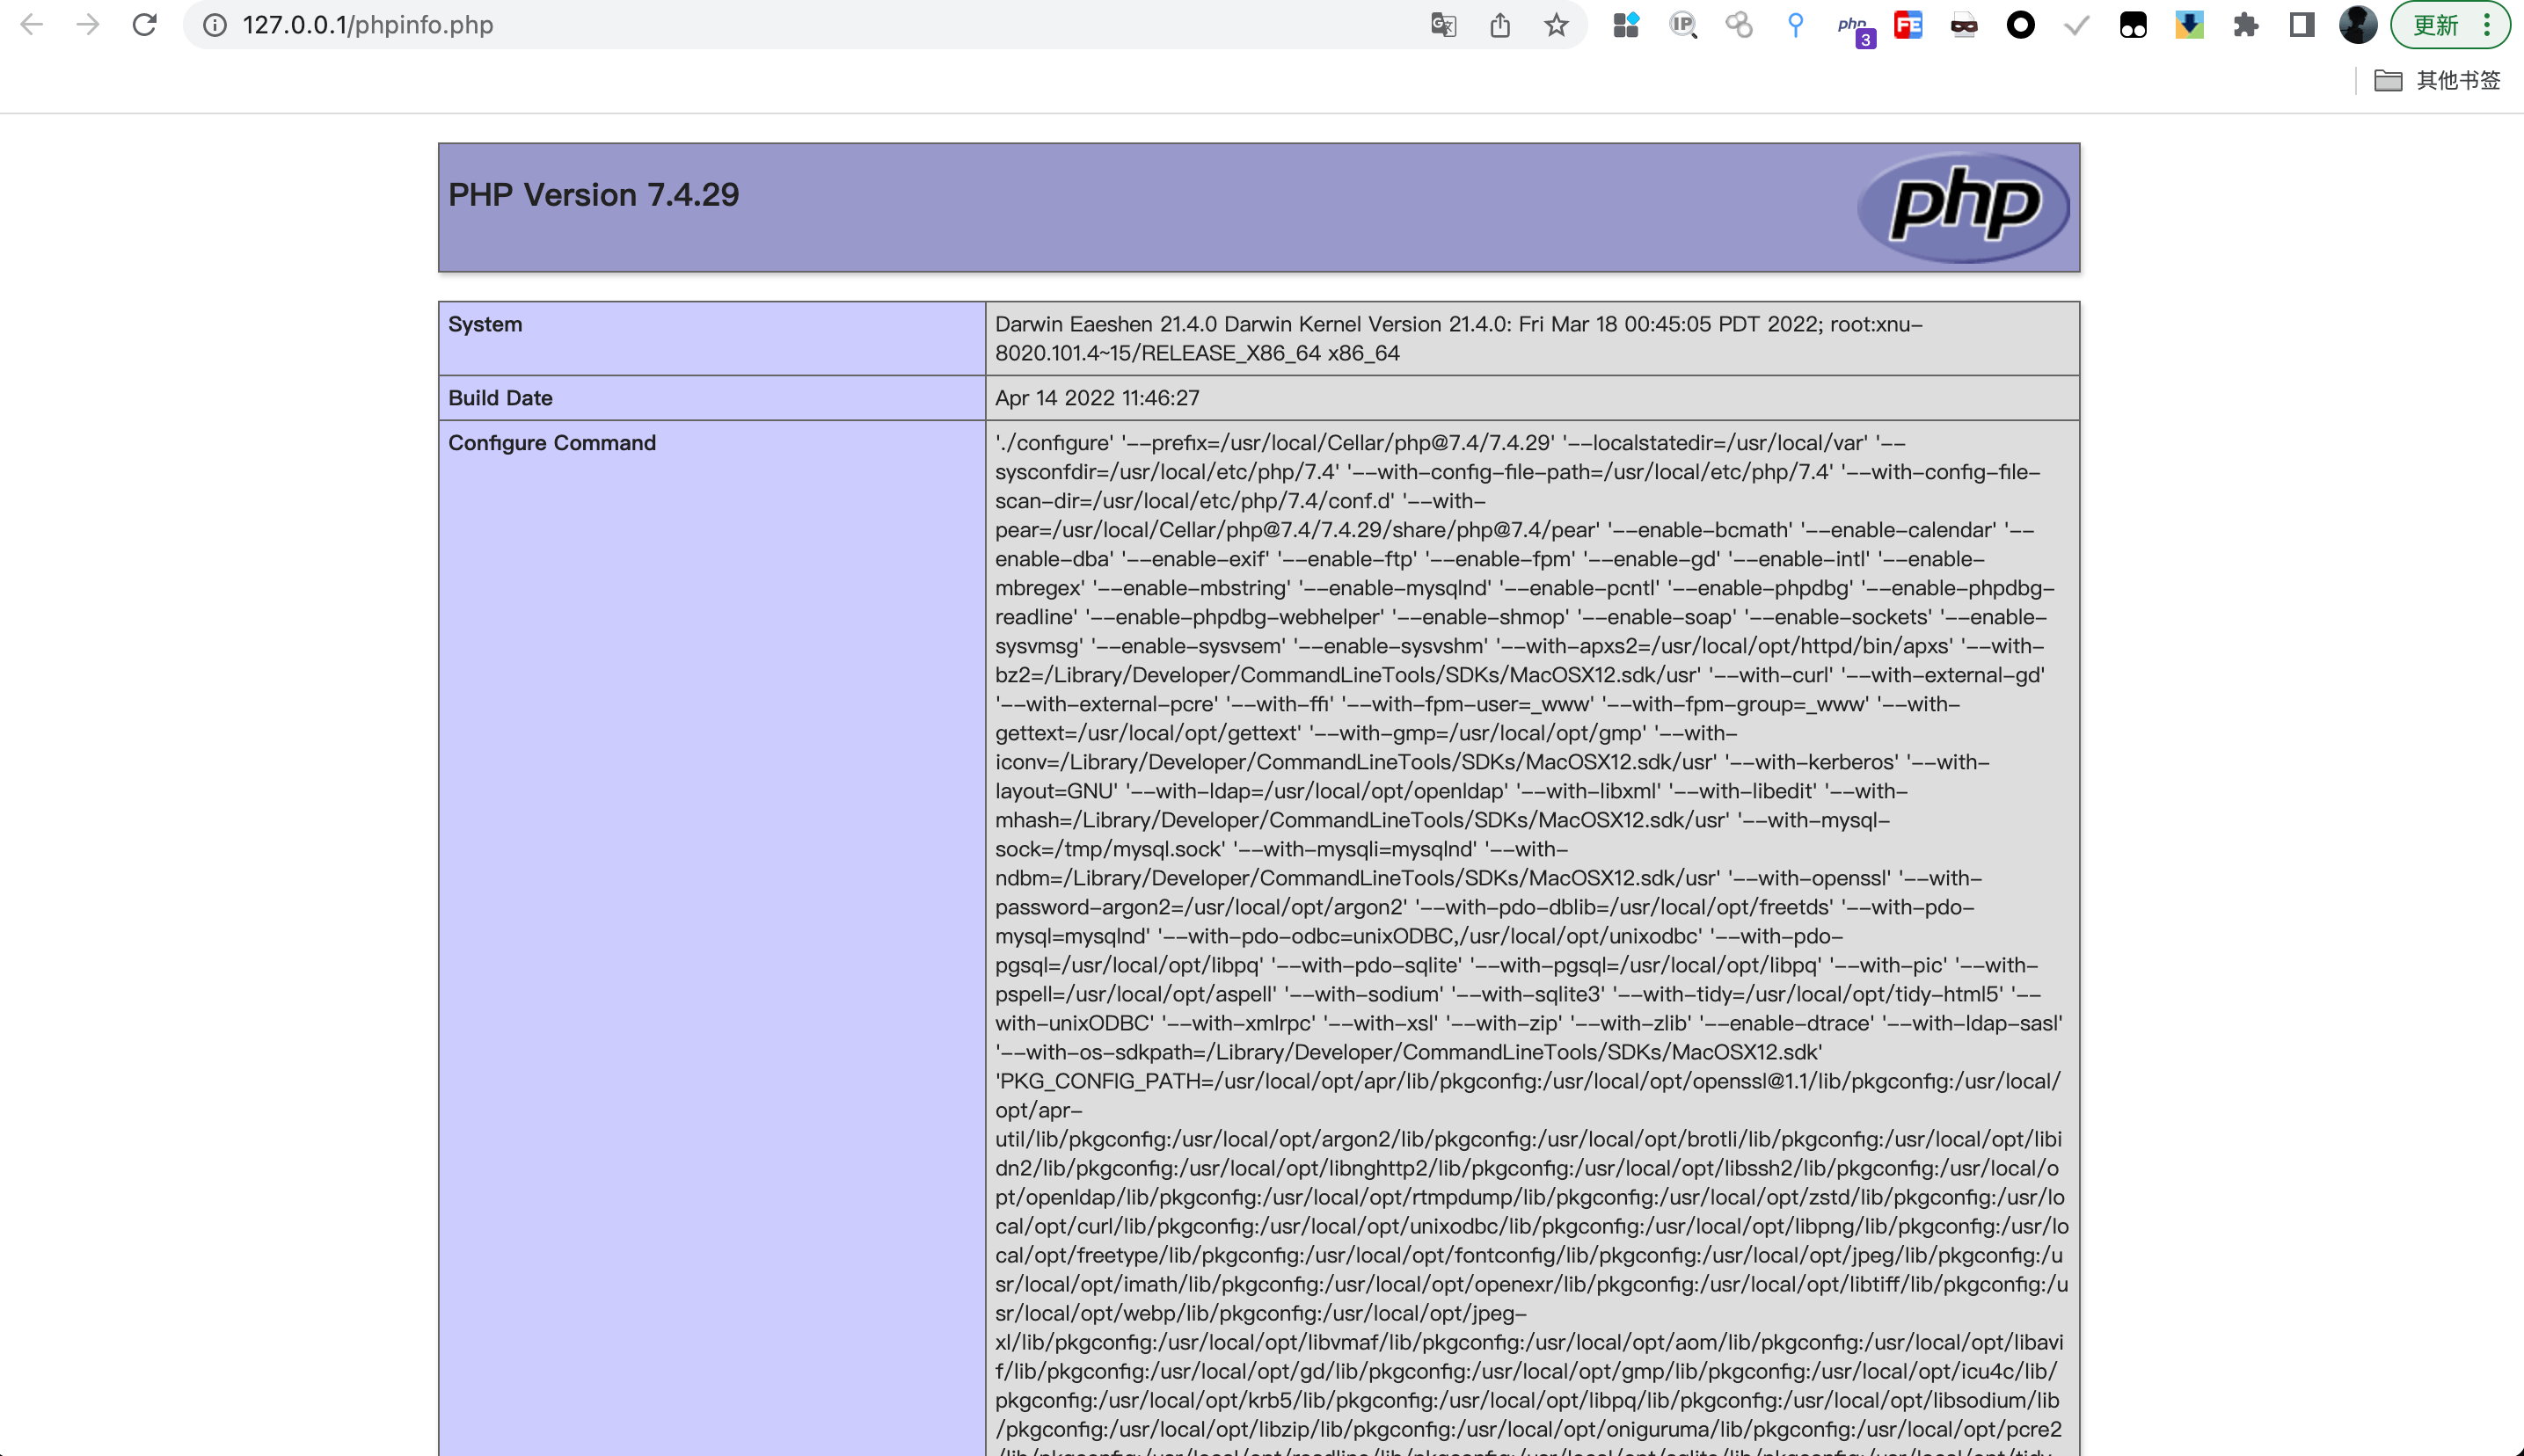 127.0.0.1/phpinfo.php
IP
php
3
FE
更新
其他书签
PHP Version 7.4.29
php
System
Darwin Eaeshen 21.4.0 Darwin Kernel Version 21.4.0: Fri Mar 18 00:45:05 PDT 2022; root:xnu-
8020.101.4~15/RELEASE_X86_64 x86_64
Build Date
Apr 14 2022 11:46:27
Configure Command
'./configure' '--prefix=/usr/local/Cellar/php@7.4/7.4.29' '--localstatedir=/usr/local/var' '--
sysconfdir=/usr/local/etc/php/7.4' '--with-config-file-path=/usr/local/etc/php/7.4' '--with-config-file-
scan-dir=/usr/local/etc/php/7.4/conf.d' '--with-
pear=/usr/local/Cellar/php@7.4/7.4.29/share/php@7.4/pear' '--enable-bcmath' '--enable-calendar' '--
enable-dba' '--enable-exif' '--enable-ftp' '--enable-fpm' '--enable-gd' '--enable-intl' '--enable-
mbregex' '--enable-mbstring' '--enable-mysqlnd' '--enable-pcntl' '--enable-phpdbg' '--enable-phpdbg-
readline' '--enable-phpdbg-webhelper' '--enable-shmop' '--enable-soap' '--enable-sockets' '--enable-
sysvmsg' '--enable-sysvsem' '--enable-sysvshm' '--with-apxs2=/usr/local/opt/httpd/bin/apxs' '--with-
bz2=/Library/Developer/CommandLineTools/SDKs/MacOSX12.sdk/usr' '--with-curl' '--with-external-gd'
'--with-external-pcre' '--with-ffi' '--with-fpm-user=_www' '--with-fpm-group=_www' '--with-
gettext=/usr/local/opt/gettext' '--with-gmp=/usr/local/opt/gmp' '--with-
iconv=/Library/Developer/CommandLineTools/SDKs/MacOSX12.sdk/usr' '--with-kerberos' '--with-
layout=GNU' '--with-ldap=/usr/local/opt/openldap' '--with-libxml' '--with-libedit' '--with-
mhash=/Library/Developer/CommandLineTools/SDKs/MacOSX12.sdk/usr' '--with-mysql-
sock=/tmp/mysql.sock' '--with-mysqli=mysqlnd' '--with-
ndbm=/Library/Developer/CommandLineTools/SDKs/MacOSX12.sdk/usr' '--with-openssl' '--with-
password-argon2=/usr/local/opt/argon2' '--with-pdo-dblib=/usr/local/opt/freetds' '--with-pdo-
mysql=mysqlnd' '--with-pdo-odbc=unixODBC,/usr/local/opt/unixodbc' '--with-pdo-
pgsql=/usr/local/opt/libpq' '--with-pdo-sqlite' '--with-pgsql=/usr/local/opt/libpq' '--with-pic' '--with-
pspell=/usr/local/opt/aspell' '--with-sodium' '--with-sqlite3' '--with-tidy=/usr/local/opt/tidy-html5' '--
with-unixODBC' '--with-xmlrpc' '--with-xsl' '--with-zip' '--with-zlib' '--enable-dtrace' '--with-ldap-sasl'
'--with-os-sdkpath=/Library/Developer/CommandLineTools/SDKs/MacOSX12.sdk'
'PKG_CONFIG_PATH=/usr/local/opt/apr/lib/pkgconfig:/usr/local/opt/openssl@1.1/lib/pkgconfig:/usr/local/
opt/apr-
util/lib/pkgconfig:/usr/local/opt/argon2/lib/pkgconfig:/usr/local/opt/brotli/lib/pkgconfig:/usr/local/opt/libi
dn2/lib/pkgconfig:/usr/local/opt/libnghttp2/lib/pkgconfig:/usr/local/opt/libssh2/lib/pkgconfig:/usr/local/o
pt/openldap/lib/pkgconfig:/usr/local/opt/rtmpdump/lib/pkgconfig:/usr/local/opt/zstd/lib/pkgconfig:/usr/lo
cal/opt/curl/lib/pkgconfig:/usr/local/opt/unixodbc/lib/pkgconfig:/usr/local/opt/libpng/lib/pkgconfig:/usr/lo
cal/opt/freetype/lib/pkgconfig:/usr/local/opt/fontconfig/lib/pkgconfig:/usr/local/opt/jpeg/lib/pkgconfig:/u
sr/local/opt/imath/lib/pkgconfig:/usr/local/opt/openexr/lib/pkgconfig:/usr/local/opt/libtiff/lib/pkgconfig:/u
sr/local/opt/webp/lib/pkgconfig:/usr/local/opt/jpeg-
xl/lib/pkgconfig:/usr/local/opt/libvmaf/lib/pkgconfig:/usr/local/opt/aom/lib/pkgconfig:/usr/local/opt/libavi
f/lib/pkgconfig:/usr/local/opt/gd/lib/pkgconfig:/usr/local/opt/gmp/lib/pkgconfig:/usr/local/opt/icu4c/lib/
pkgconfig:/usr/local/opt/krb5/lib/pkgconfig:/usr/local/opt/libpq/lib/pkgconfig:/usr/local/opt/libsodium/lib
/pkgconfig:/usr/local/opt/libzip/lib/pkgconfig:/usr/local/opt/oniguruma/lib/pkgconfig:/usr/local/opt/pcre2